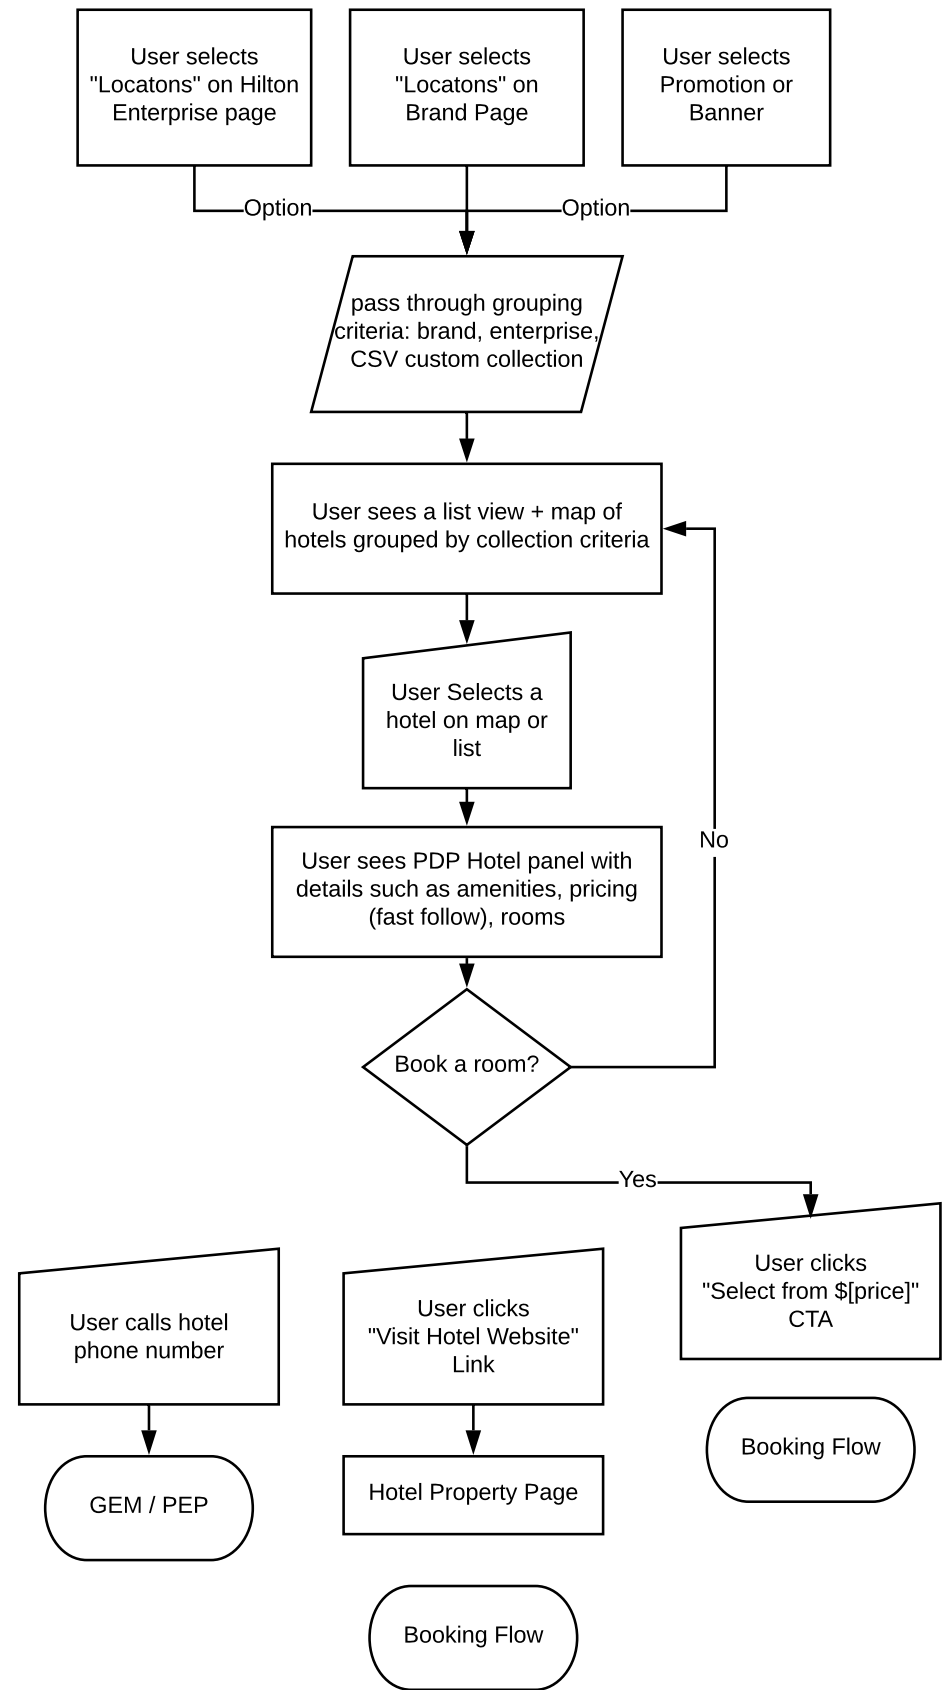 User selects
"Locatons" on Hilton
Enterprise page
User selects
"Locatons" on
Brand Page
User selects
Promotion or
Banner
Option
Option
pass through grouping
criteria: brand, enterprise,
CSV custom collection
User sees a list view + map of
hotels grouped by collection criteria
User Selects a
hotel on map or
list
User sees PDP Hotel panel with
details such as amenities, pricing
(fast follow), rooms
No
Book a room?
Yes
User clicks
"Select from $[price]"
CTA
User calls hotel
phone number
User clicks
"Visit Hotel Website"
Link
Booking Flow
GEM / PEP
Hotel Property Page
Booking Flow